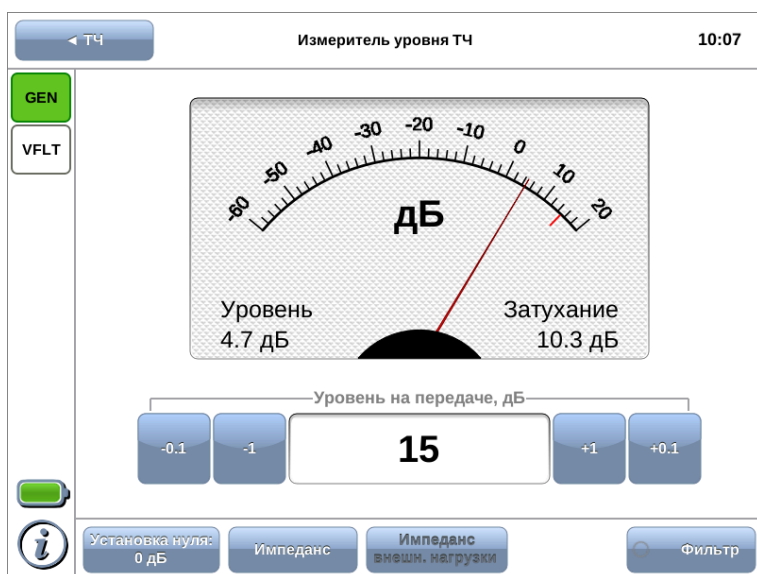 ◄ ТЧ
Измеритель уровня ТЧ
10:07
GEN
VFLT
-60
-50
-40
-30
-20
-10
0
10
20
дБ
Уровень
4.7 дБ
Затухание
10.3 дБ
Уровень на передаче, дБ
-0.1
-1
15
+1
+0.1
i
Установка нуля:
0 дБ
Импеданс
Импеданс
внешн. нагрузки
Фильтр